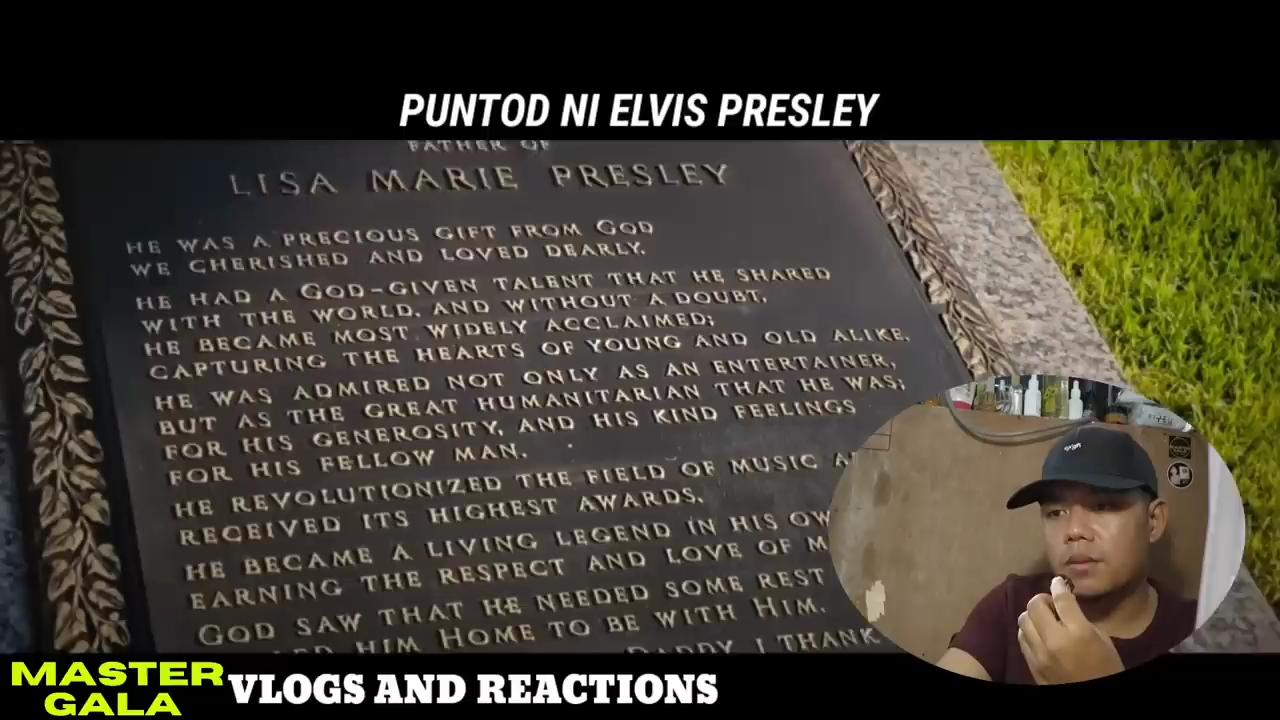 PUNTOD NI ELVIS PRESLEY
FATHER OF
LISA MARIE PRESLEY
HE WAS A PRECIOUS GIFT FROM GOD
WE CHERISHED AND LOVED DEARLY.
HE HAD A GOD-GIVEN TALENT THAT HE SHARED
WITH THE WORLD, AND WITHOUT A DOUBT,
HE BECAME MOST WIDELY ACCLAIMED;
CAPTURING THE HEARTS OF YOUNG AND OLD ALIKE.
HE WAS ADMIRED NOT ONLY AS AN ENTERTAINER,
BUT AS THE GREAT HUMANITARIAN THAT HE WAS;
FOR HIS GENEROSITY, AND HIS KIND FEELINGS
FOR HIS FELLOW MAN.
HE REVOLUTIONIZED THE FIELD OF MUSIC
RECEIVED ITS HIGHEST AWARDS.
HE BECAME A LIVING LEGEND IN HIS
EARNING THE RESPECT AND LOVE OF
GOD SAW THAT HE NEEDED SOME REST
HIM HOME TO BE WITH HIM.
DADDY, I THANK
MASTER
GALA
VLOGS AND REACTIONS